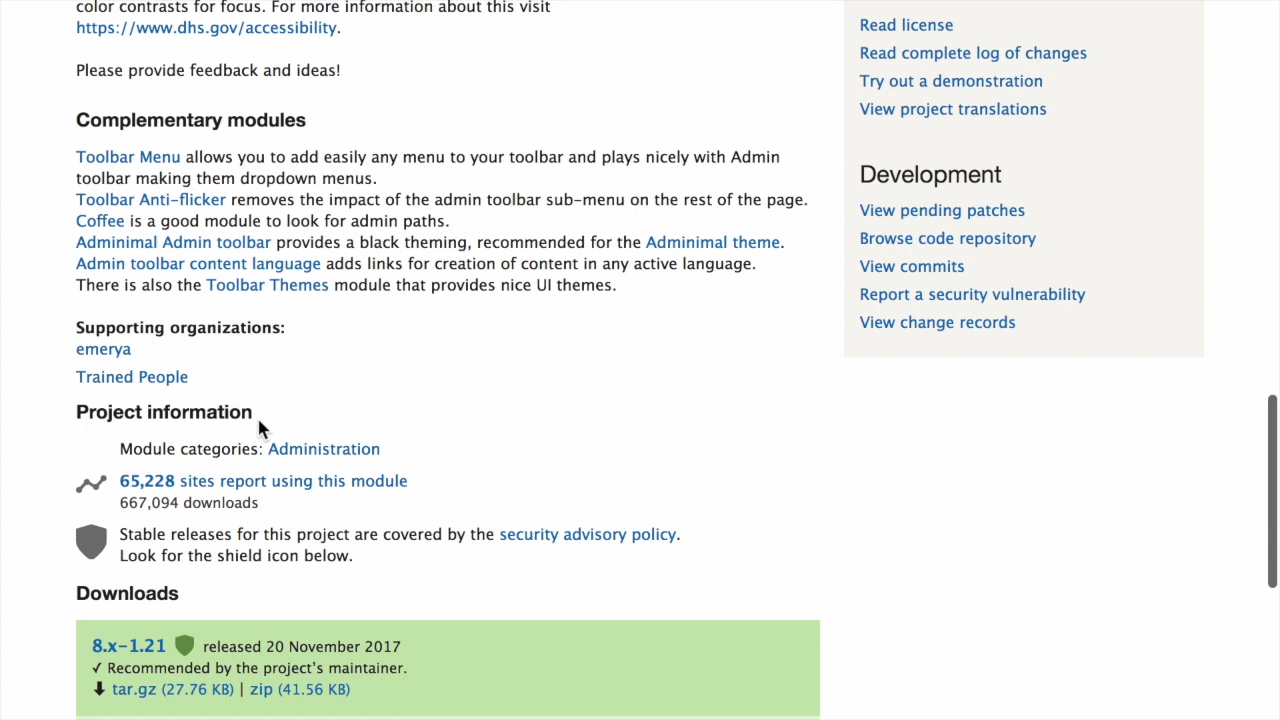 color contrasts for focus. For more information about this visit
https://www.dhs.gov/accessibility.
Please provide feedback and ideas!
Complementary modules
Toolbar Menu allows you to add easily any menu to your toolbar and plays nicely with Admin
toolbar making them dropdown menus.
Toolbar Anti-flicker removes the impact of the admin toolbar sub-menu on the rest of the page.
Coffee is a good module to look for admin paths.
Adminimal Admin toolbar provides a black theming, recommended for the Adminimal theme.
Admin toolbar content language adds links for creation of content in any active language.
There is also the Toolbar Themes module that provides nice UI themes.
Supporting organizations:
emerya
Trained People
Project information
Module categories: Administration
65,228 sites report using this module
667,094 downloads
Stable releases for this project are covered by the security advisory policy.
Look for the shield icon below.
Downloads
8.x-1.21 released 20 November 2017
✓ Recommended by the project's maintainer.
tar.gz (27.76 KB) | zip (41.56 KB)
Read license
Read complete log of changes
Try out a demonstration
View project translations
Development
View pending patches
Browse code repository
View commits
Report a security vulnerability
View change records